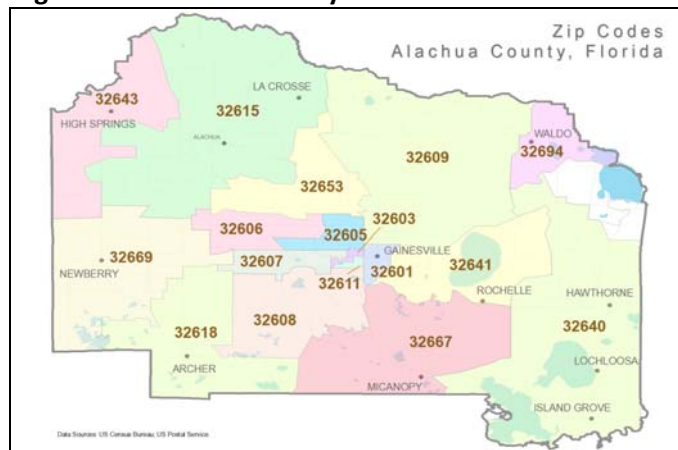 Zip Codes
Alachua County, Florida
LA CROSSE
32643
32615
HIGH SPRINGS
ALACHUA
WALDO
32694
32609
32653
32603
32606
32605
GAINESVILLE
32669
32607
32641
NEWBERRY
32611
32601
ROCHELLE
HAWTHORNE
32608
32640
32618
32667
ARCHER
LOCHLOOSA
MICANOPY
ISLAND GROVE
Data Sources: US Census Bureau, US Postal Service